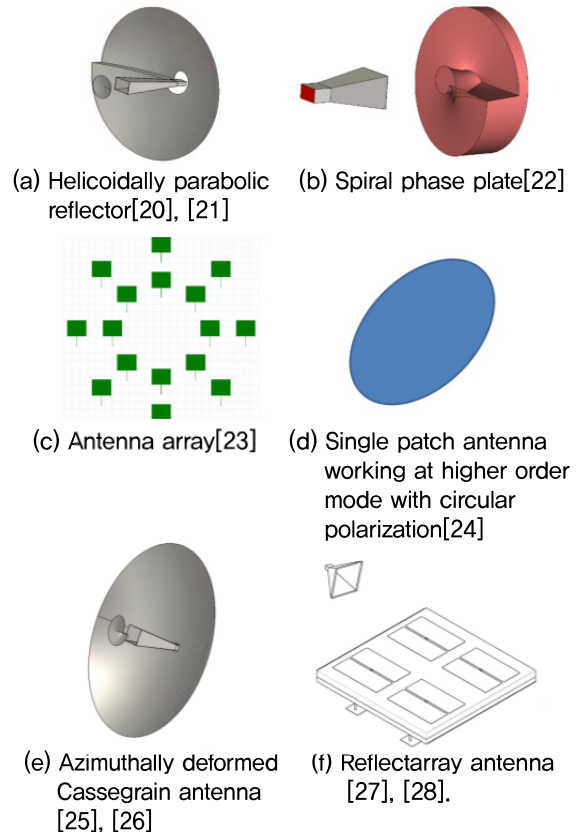 (a) Helicoidally parabolic
reflector[20], [21]
(b) Spiral phase plate[22]
(c) Antenna array[23]
(d) Single patch antenna
working at higher order
mode with circular
polarization[24]
(e) Azimuthally deformed
Cassegrain antenna
[25], [26]
(f) Reflectarray antenna
[27], [28].